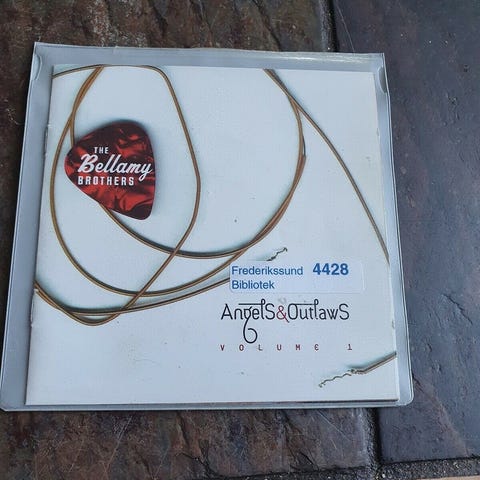 THE
Bellamy
BROTHERS
Frederikssund 4428
Bibliotek
AngelS & OutlawS
VOLUME 1